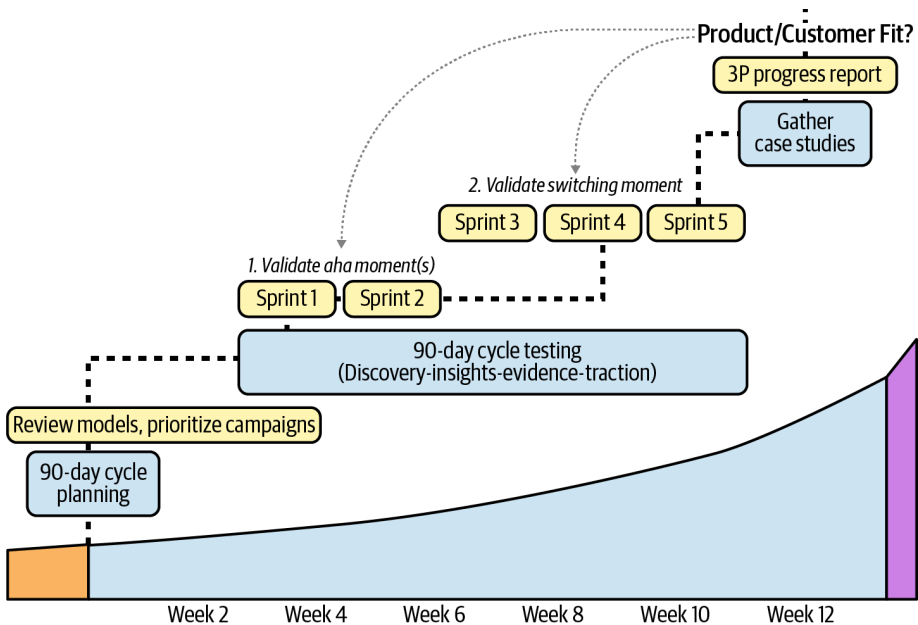 Product/Customer Fit?
3P progress report
Gather
case studies
2. Validate switching moment
Sprint 3
Sprint 4
Sprint 5
1. Validate aha moment(s)
Sprint 1
Sprint 2
90-day cycle testing
(Discovery-insights-evidence-traction)
Review models, prioritize campaigns
90-day cycle
planning
Week 2
Week 4
Week 6
Week 8
Week 10
Week 12